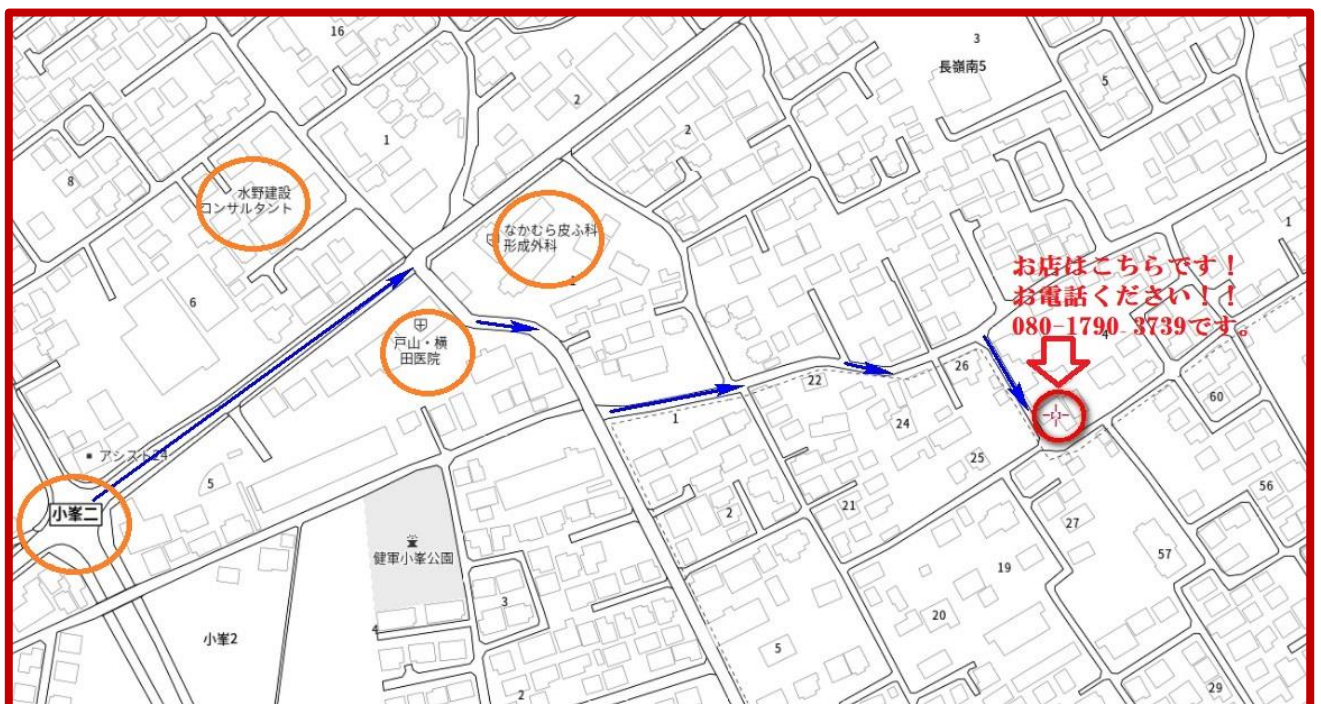 16
3
長嶺南5
5
2
2
1
8
水野建設
コンサルタント
なかむら皮ふ科
形成外科
1
お店はこちらです!
お電話ください!!
080-1790-3739です。
6
戸山・横
田医院
4
26
22
60
1
24
アシスト24
5
25
56
小峯二
21
2
27
健軍小峯公園
57
19
3
20
4
小峯2
5
2
29